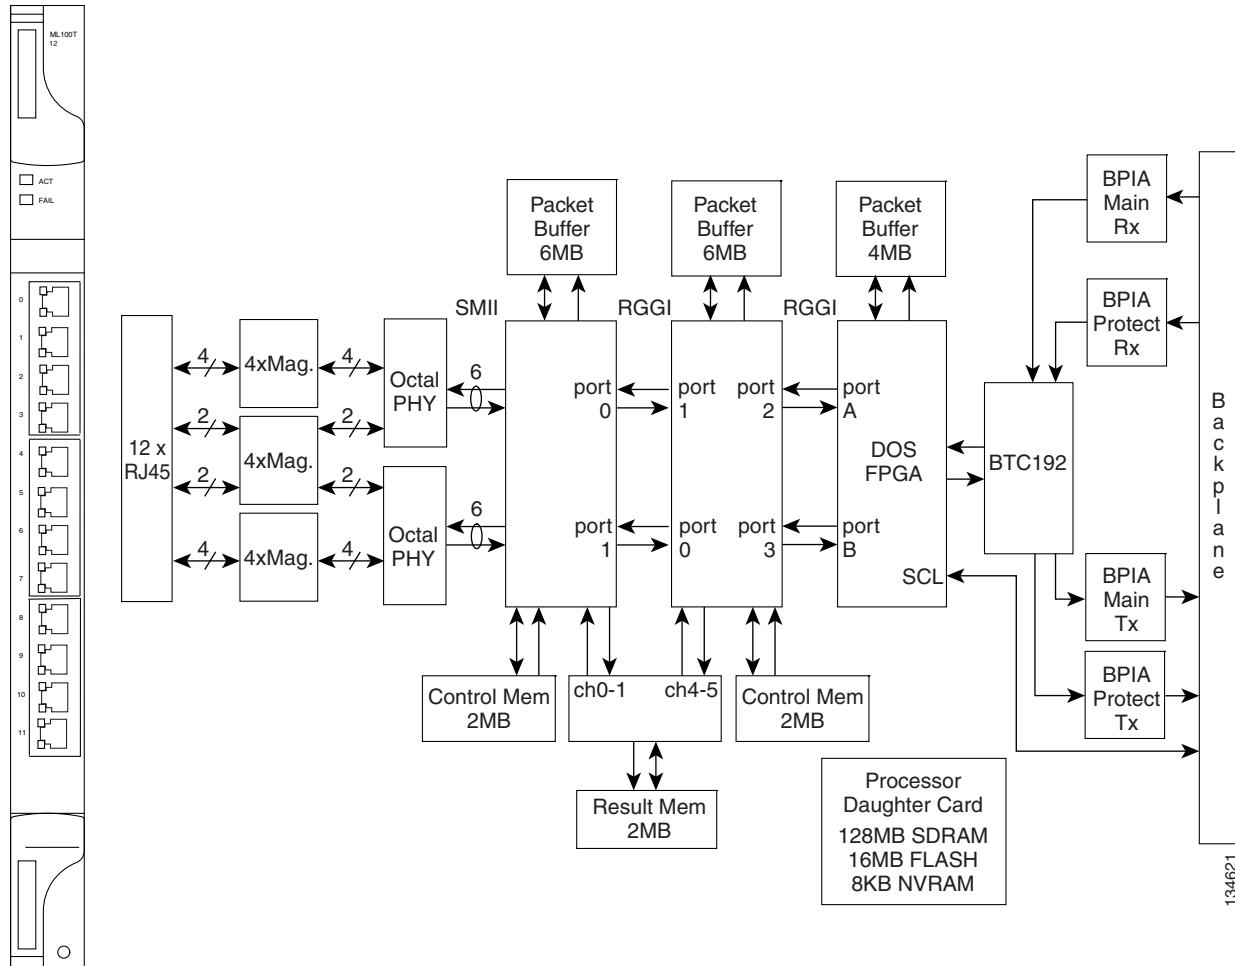 ML100T
12
ACT
FAIL
0
1
2
3
4
5
6
7
8
9
10
11
12 x
RJ45
4
2
2
4
4xMag.
4xMag.
4xMag.
4
2
2
4
Octal
PHY
Octal
PHY
6
6
SMII
Packet
Buffer
6MB
port
0
port
1
RGGI
Packet
Buffer
6MB
port
1
port
2
port
0
port
3
RGGI
Packet
Buffer
4MB
port
A
DOS
FPGA
port
B
SCL
Control Mem
2MB
ch0-1
ch4-5
Control Mem
2MB
Result Mem
2MB
Processor
Daughter Card
128MB SDRAM
16MB FLASH
8KB NVRAM
BTC192
BPIA
Main
Rx
BPIA
Protect
Rx
BPIA
Main
Tx
BPIA
Protect
Tx
Backplane
134621